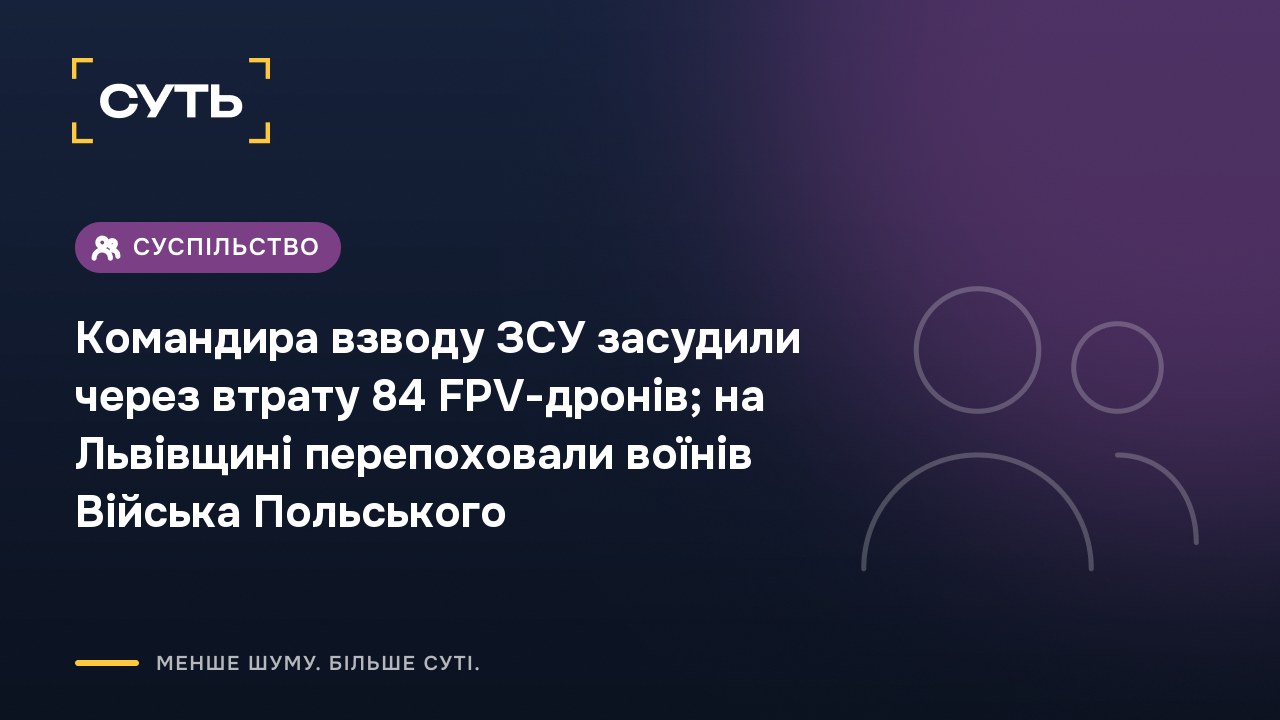 СУТЬ
СУСПІЛЬСТВО
Командира взводу ЗСУ засудили
через втрату 84 FPV-дронів; на
Львівщині перепоховали воїнів
Війська Польського
МЕНШЕ ШУМУ. БІЛЬШЕ СУТІ.